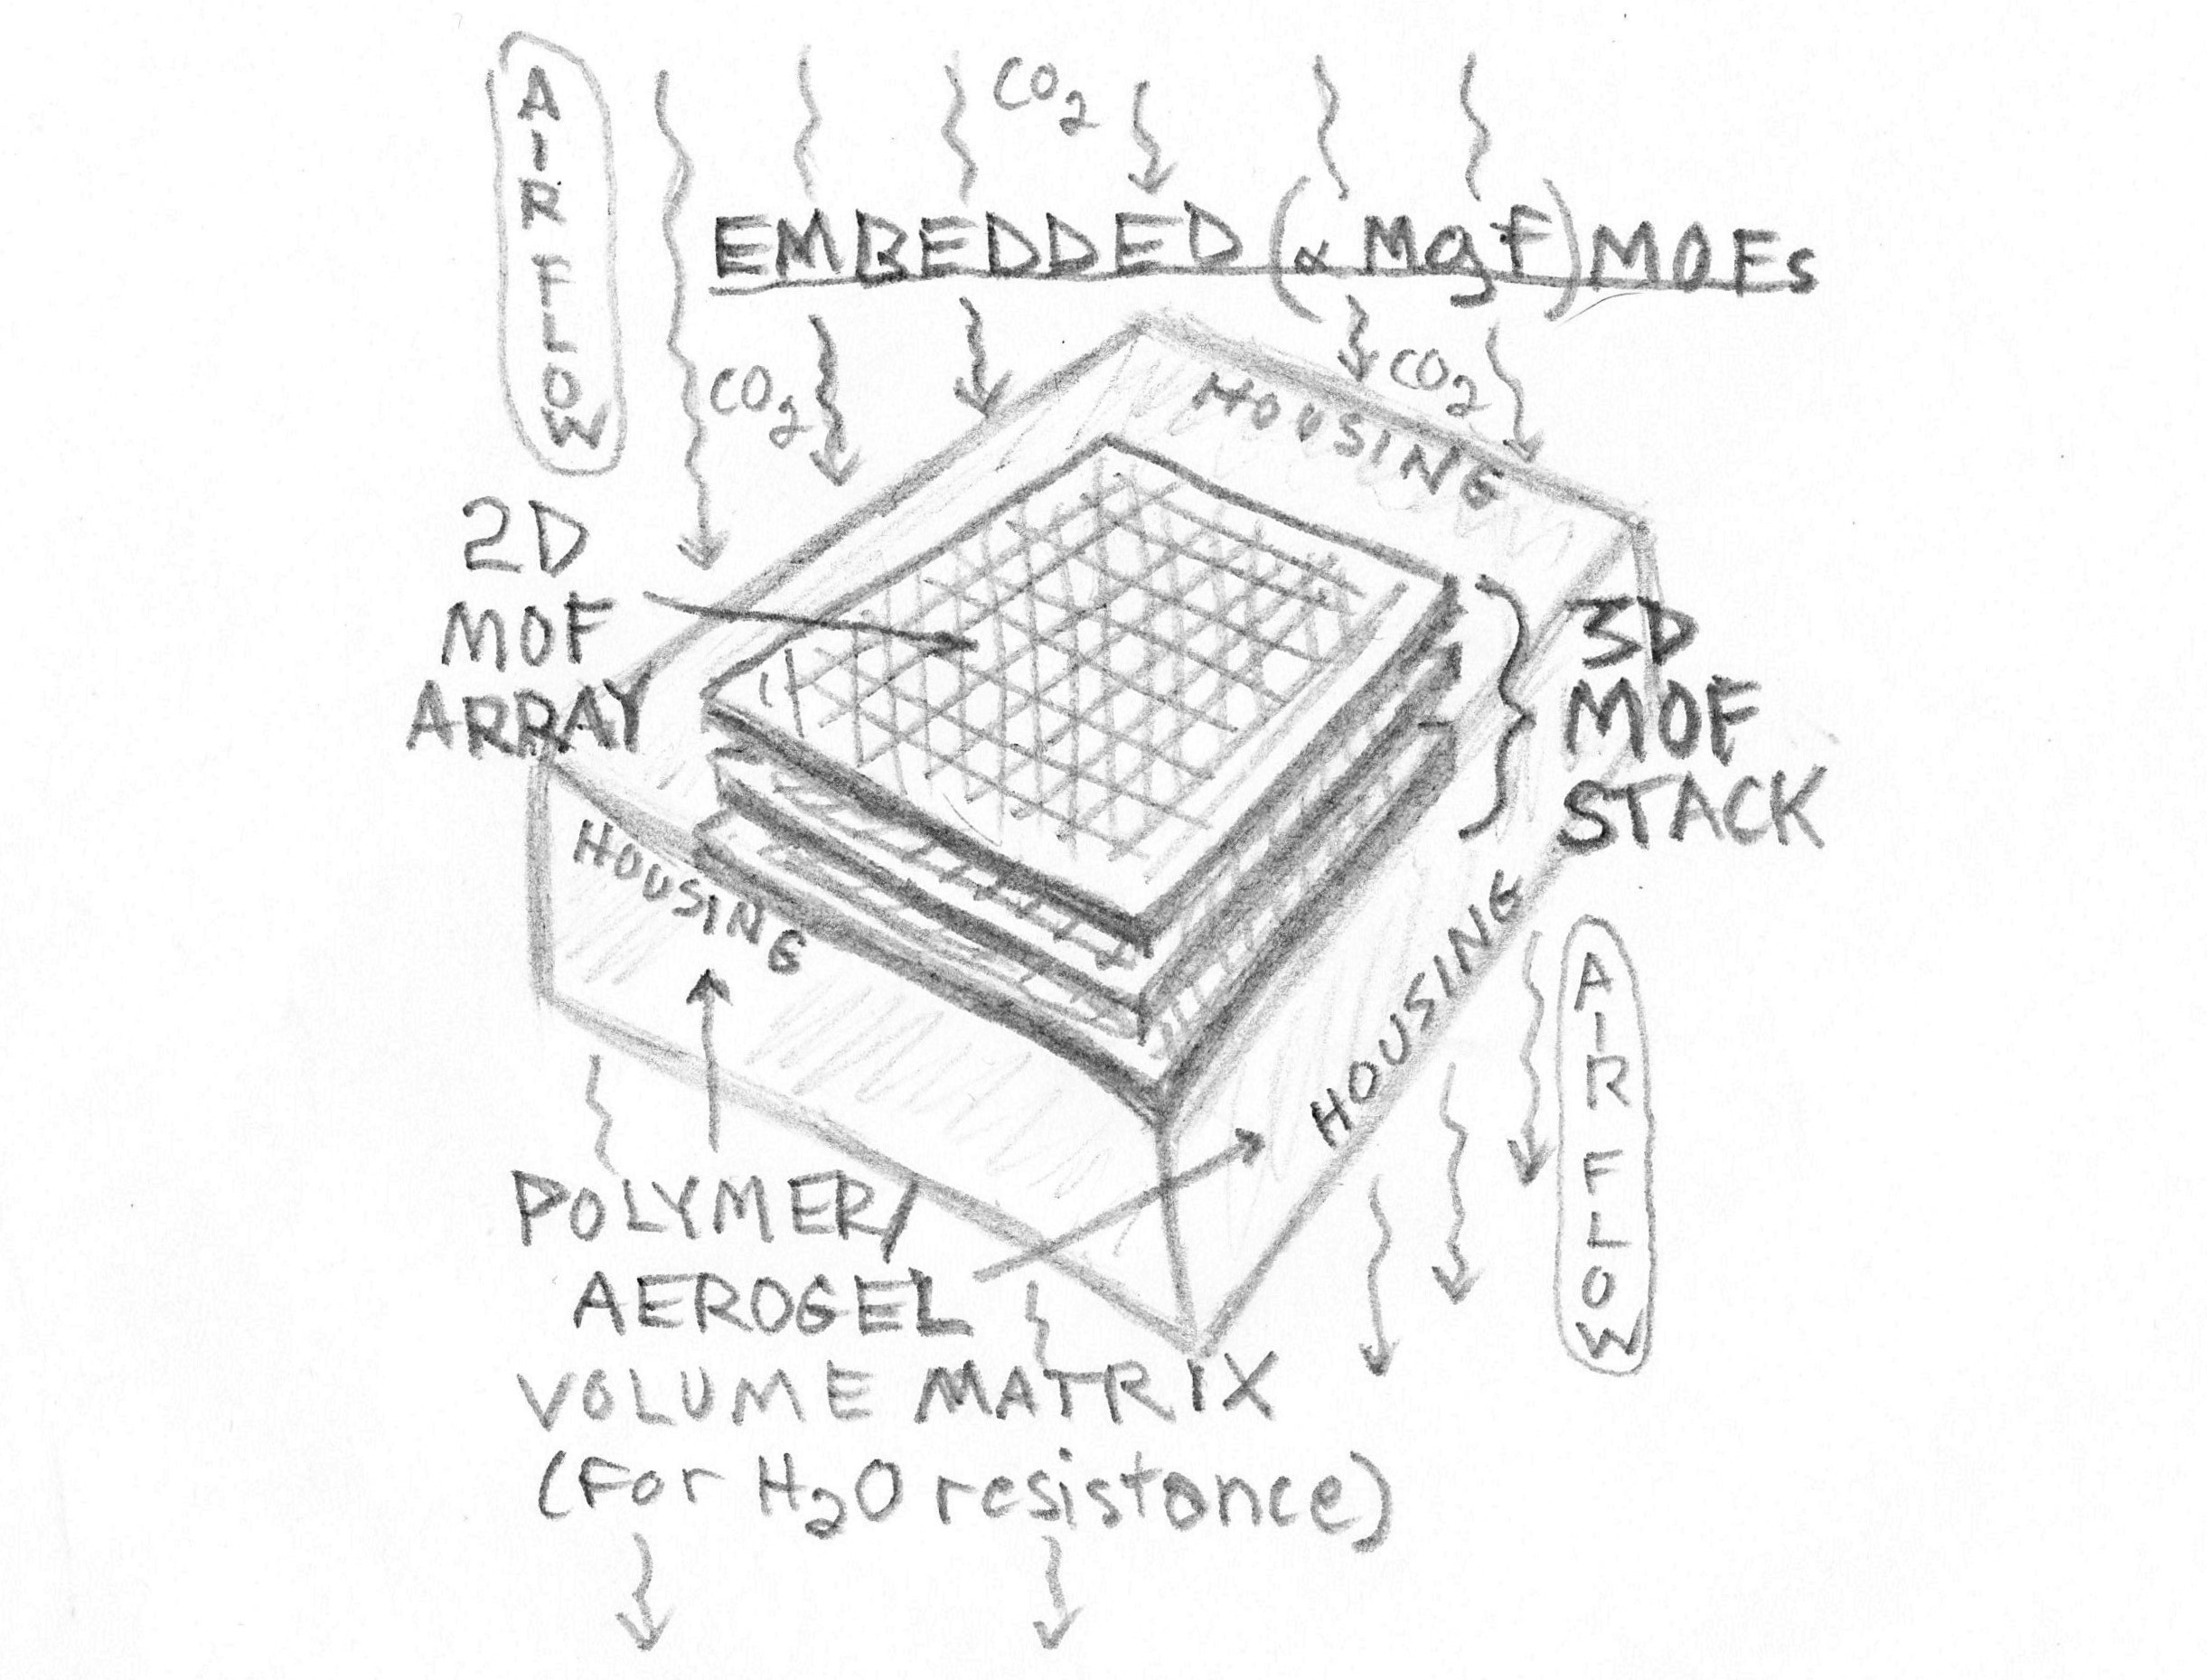 AIR FLOW
CO2
EMBEDDED (α Mgf) MOFs
CO2
CO2
HOUSING
2D
MOF
ARRAY
3D
MOF
STACK
HOUSING
HOUSING
AIR FLOW
POLYMER/
AEROGEL
VOLUME MATRIX
(For H2O resistance)